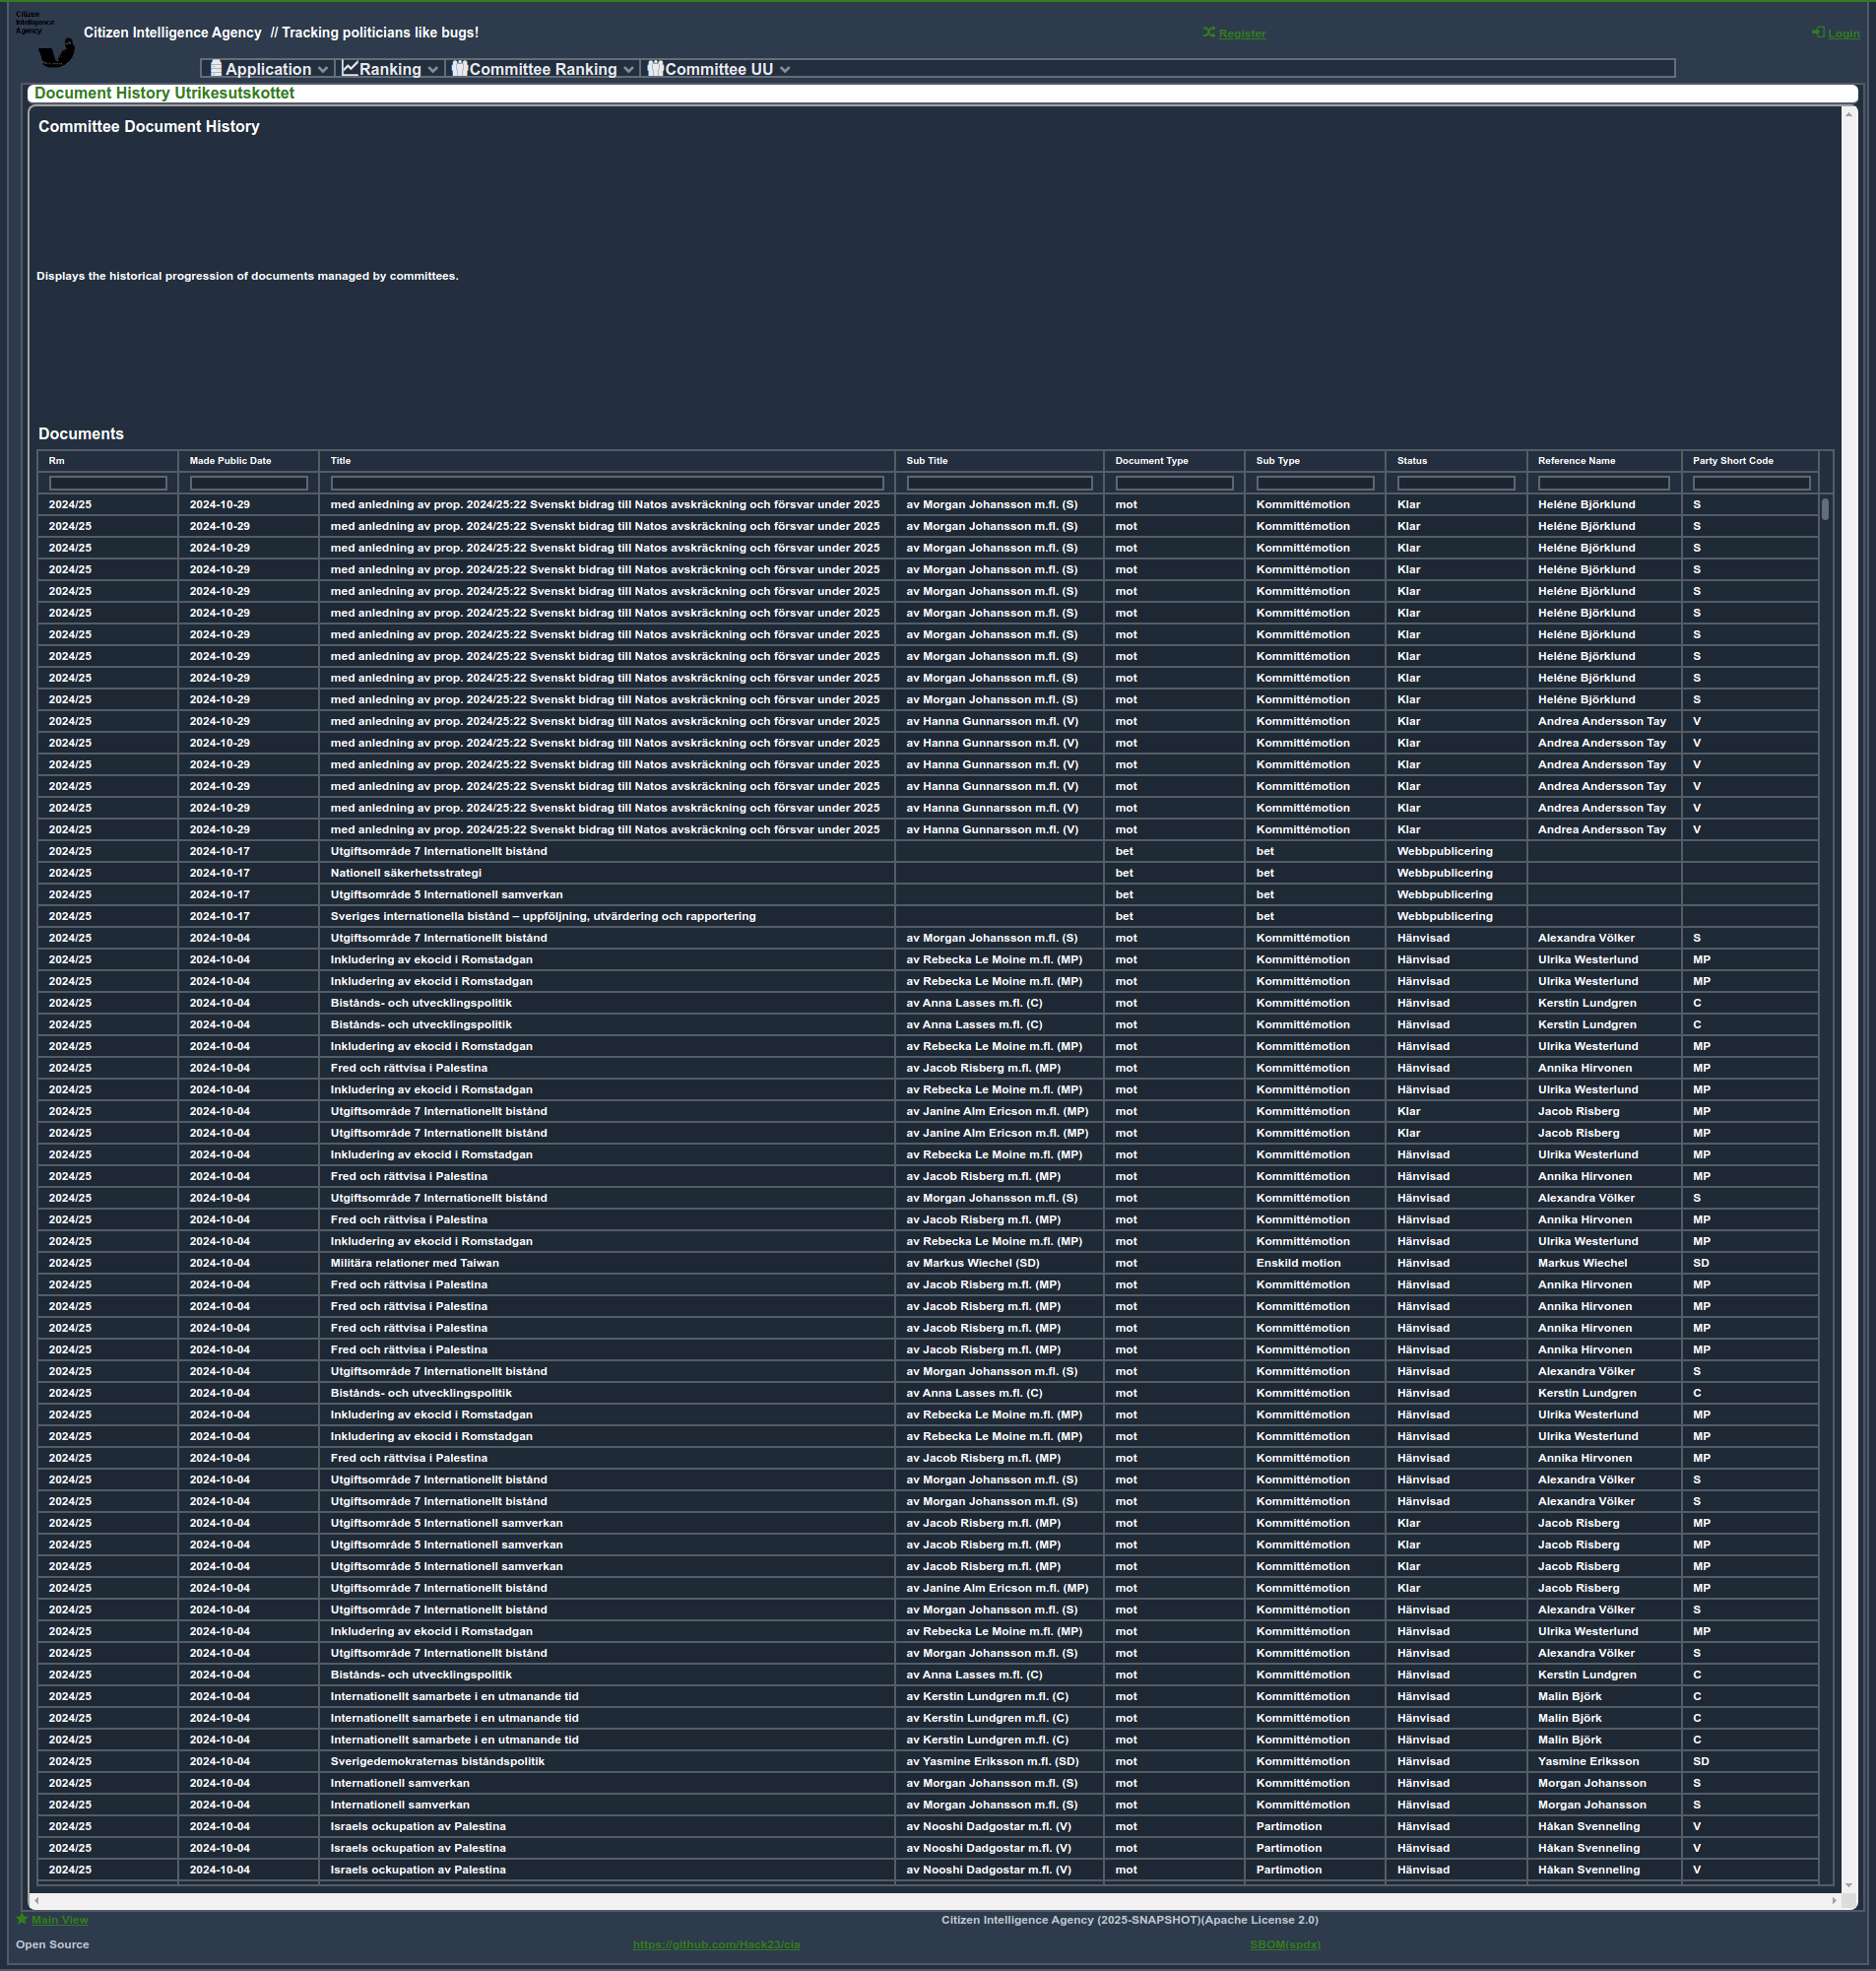 Citizen
Intelligence
Agency
Citizen Intelligence Agency // Tracking politicians like bugs!
Register
Login
Application Ranking Committee Ranking Committee UU
Document History Utrikesutskottet
Committee Document History
Displays the historical progression of documents managed by committees.
Documents
Rm Made Public Date Title Sub Title Document Type Sub Type Status Reference Name Party Short Code
2024/25 2024-10-29 med anledning av prop. 2024/25:22 Svenskt bidrag till Natos avskräckning och försvar under 2025 av Morgan Johansson m.fl. (S) mot Kommittémotion Klar Heléne Björklund S
2024/25 2024-10-29 med anledning av prop. 2024/25:22 Svenskt bidrag till Natos avskräckning och försvar under 2025 av Morgan Johansson m.fl. (S) mot Kommittémotion Klar Heléne Björklund S
2024/25 2024-10-29 med anledning av prop. 2024/25:22 Svenskt bidrag till Natos avskräckning och försvar under 2025 av Morgan Johansson m.fl. (S) mot Kommittémotion Klar Heléne Björklund S
2024/25 2024-10-29 med anledning av prop. 2024/25:22 Svenskt bidrag till Natos avskräckning och försvar under 2025 av Morgan Johansson m.fl. (S) mot Kommittémotion Klar Heléne Björklund S
2024/25 2024-10-29 med anledning av prop. 2024/25:22 Svenskt bidrag till Natos avskräckning och försvar under 2025 av Morgan Johansson m.fl. (S) mot Kommittémotion Klar Heléne Björklund S
2024/25 2024-10-29 med anledning av prop. 2024/25:22 Svenskt bidrag till Natos avskräckning och försvar under 2025 av Morgan Johansson m.fl. (S) mot Kommittémotion Klar Heléne Björklund S
2024/25 2024-10-29 med anledning av prop. 2024/25:22 Svenskt bidrag till Natos avskräckning och försvar under 2025 av Morgan Johansson m.fl. (S) mot Kommittémotion Klar Heléne Björklund S
2024/25 2024-10-29 med anledning av prop. 2024/25:22 Svenskt bidrag till Natos avskräckning och försvar under 2025 av Morgan Johansson m.fl. (S) mot Kommittémotion Klar Heléne Björklund S
2024/25 2024-10-29 med anledning av prop. 2024/25:22 Svenskt bidrag till Natos avskräckning och försvar under 2025 av Morgan Johansson m.fl. (S) mot Kommittémotion Klar Heléne Björklund S
2024/25 2024-10-29 med anledning av prop. 2024/25:22 Svenskt bidrag till Natos avskräckning och försvar under 2025 av Morgan Johansson m.fl. (S) mot Kommittémotion Klar Heléne Björklund S
2024/25 2024-10-29 med anledning av prop. 2024/25:22 Svenskt bidrag till Natos avskräckning och försvar under 2025 av Hanna Gunnarsson m.fl. (V) mot Kommittémotion Klar Andrea Andersson Tay V
2024/25 2024-10-29 med anledning av prop. 2024/25:22 Svenskt bidrag till Natos avskräckning och försvar under 2025 av Hanna Gunnarsson m.fl. (V) mot Kommittémotion Klar Andrea Andersson Tay V
2024/25 2024-10-29 med anledning av prop. 2024/25:22 Svenskt bidrag till Natos avskräckning och försvar under 2025 av Hanna Gunnarsson m.fl. (V) mot Kommittémotion Klar Andrea Andersson Tay V
2024/25 2024-10-29 med anledning av prop. 2024/25:22 Svenskt bidrag till Natos avskräckning och försvar under 2025 av Hanna Gunnarsson m.fl. (V) mot Kommittémotion Klar Andrea Andersson Tay V
2024/25 2024-10-29 med anledning av prop. 2024/25:22 Svenskt bidrag till Natos avskräckning och försvar under 2025 av Hanna Gunnarsson m.fl. (V) mot Kommittémotion Klar Andrea Andersson Tay V
2024/25 2024-10-29 med anledning av prop. 2024/25:22 Svenskt bidrag till Natos avskräckning och försvar under 2025 av Hanna Gunnarsson m.fl. (V) mot Kommittémotion Klar Andrea Andersson Tay V
2024/25 2024-10-17 Utgiftsområde 7 Internationellt bistånd bet bet Webbpublicering
2024/25 2024-10-17 Nationell säkerhetsstrategi bet bet Webbpublicering
2024/25 2024-10-17 Utgiftsområde 5 Internationell samverkan bet bet Webbpublicering
2024/25 2024-10-17 Sveriges internationella bistånd – uppföljning, utvärdering och rapportering bet bet Webbpublicering
2024/25 2024-10-04 Utgiftsområde 7 Internationellt bistånd av Morgan Johansson m.fl. (S) mot Kommittémotion Hänvisad Alexandra Völker S
2024/25 2024-10-04 Inkludering av ekocid i Romstadgan av Rebecka Le Moine m.fl. (MP) mot Kommittémotion Hänvisad Ulrika Westerlund MP
2024/25 2024-10-04 Inkludering av ekocid i Romstadgan av Rebecka Le Moine m.fl. (MP) mot Kommittémotion Hänvisad Ulrika Westerlund MP
2024/25 2024-10-04 Bistånds- och utvecklingspolitik av Anna Lasses m.fl. (C) mot Kommittémotion Hänvisad Kerstin Lundgren C
2024/25 2024-10-04 Bistånds- och utvecklingspolitik av Anna Lasses m.fl. (C) mot Kommittémotion Hänvisad Kerstin Lundgren C
2024/25 2024-10-04 Inkludering av ekocid i Romstadgan av Rebecka Le Moine m.fl. (MP) mot Kommittémotion Hänvisad Ulrika Westerlund MP
2024/25 2024-10-04 Fred och rättvisa i Palestina av Jacob Risberg m.fl. (MP) mot Kommittémotion Hänvisad Annika Hirvonen MP
2024/25 2024-10-04 Inkludering av ekocid i Romstadgan av Rebecka Le Moine m.fl. (MP) mot Kommittémotion Hänvisad Ulrika Westerlund MP
2024/25 2024-10-04 Utgiftsområde 7 Internationellt bistånd av Janine Alm Ericson m.fl. (MP) mot Kommittémotion Klar Jacob Risberg MP
2024/25 2024-10-04 Utgiftsområde 7 Internationellt bistånd av Janine Alm Ericson m.fl. (MP) mot Kommittémotion Klar Jacob Risberg MP
2024/25 2024-10-04 Inkludering av ekocid i Romstadgan av Rebecka Le Moine m.fl. (MP) mot Kommittémotion Hänvisad Ulrika Westerlund MP
2024/25 2024-10-04 Fred och rättvisa i Palestina av Jacob Risberg m.fl. (MP) mot Kommittémotion Hänvisad Annika Hirvonen MP
2024/25 2024-10-04 Utgiftsområde 7 Internationellt bistånd av Morgan Johansson m.fl. (S) mot Kommittémotion Hänvisad Alexandra Völker S
2024/25 2024-10-04 Fred och rättvisa i Palestina av Jacob Risberg m.fl. (MP) mot Kommittémotion Hänvisad Annika Hirvonen MP
2024/25 2024-10-04 Inkludering av ekocid i Romstadgan av Rebecka Le Moine m.fl. (MP) mot Kommittémotion Hänvisad Ulrika Westerlund MP
2024/25 2024-10-04 Militära relationer med Taiwan av Markus Wiechel (SD) mot Enskild motion Hänvisad Markus Wiechel SD
2024/25 2024-10-04 Fred och rättvisa i Palestina av Jacob Risberg m.fl. (MP) mot Kommittémotion Hänvisad Annika Hirvonen MP
2024/25 2024-10-04 Fred och rättvisa i Palestina av Jacob Risberg m.fl. (MP) mot Kommittémotion Hänvisad Annika Hirvonen MP
2024/25 2024-10-04 Fred och rättvisa i Palestina av Jacob Risberg m.fl. (MP) mot Kommittémotion Hänvisad Annika Hirvonen MP
2024/25 2024-10-04 Fred och rättvisa i Palestina av Jacob Risberg m.fl. (MP) mot Kommittémotion Hänvisad Annika Hirvonen MP
2024/25 2024-10-04 Utgiftsområde 7 Internationellt bistånd av Morgan Johansson m.fl. (S) mot Kommittémotion Hänvisad Alexandra Völker S
2024/25 2024-10-04 Bistånds- och utvecklingspolitik av Anna Lasses m.fl. (C) mot Kommittémotion Hänvisad Kerstin Lundgren C
2024/25 2024-10-04 Inkludering av ekocid i Romstadgan av Rebecka Le Moine m.fl. (MP) mot Kommittémotion Hänvisad Ulrika Westerlund MP
2024/25 2024-10-04 Inkludering av ekocid i Romstadgan av Rebecka Le Moine m.fl. (MP) mot Kommittémotion Hänvisad Ulrika Westerlund MP
2024/25 2024-10-04 Fred och rättvisa i Palestina av Jacob Risberg m.fl. (MP) mot Kommittémotion Hänvisad Annika Hirvonen MP
2024/25 2024-10-04 Utgiftsområde 7 Internationellt bistånd av Morgan Johansson m.fl. (S) mot Kommittémotion Hänvisad Alexandra Völker S
2024/25 2024-10-04 Utgiftsområde 7 Internationellt bistånd av Morgan Johansson m.fl. (S) mot Kommittémotion Hänvisad Alexandra Völker S
2024/25 2024-10-04 Utgiftsområde 5 Internationell samverkan av Jacob Risberg m.fl. (MP) mot Kommittémotion Klar Jacob Risberg MP
2024/25 2024-10-04 Utgiftsområde 5 Internationell samverkan av Jacob Risberg m.fl. (MP) mot Kommittémotion Klar Jacob Risberg MP
2024/25 2024-10-04 Utgiftsområde 5 Internationell samverkan av Jacob Risberg m.fl. (MP) mot Kommittémotion Klar Jacob Risberg MP
2024/25 2024-10-04 Utgiftsområde 7 Internationellt bistånd av Janine Alm Ericson m.fl. (MP) mot Kommittémotion Klar Jacob Risberg MP
2024/25 2024-10-04 Utgiftsområde 7 Internationellt bistånd av Morgan Johansson m.fl. (S) mot Kommittémotion Hänvisad Alexandra Völker S
2024/25 2024-10-04 Inkludering av ekocid i Romstadgan av Rebecka Le Moine m.fl. (MP) mot Kommittémotion Hänvisad Ulrika Westerlund MP
2024/25 2024-10-04 Utgiftsområde 7 Internationellt bistånd av Morgan Johansson m.fl. (S) mot Kommittémotion Hänvisad Alexandra Völker S
2024/25 2024-10-04 Bistånds- och utvecklingspolitik av Anna Lasses m.fl. (C) mot Kommittémotion Hänvisad Kerstin Lundgren C
2024/25 2024-10-04 Internationellt samarbete i en utmanande tid av Kerstin Lundgren m.fl. (C) mot Kommittémotion Hänvisad Malin Björk C
2024/25 2024-10-04 Internationellt samarbete i en utmanande tid av Kerstin Lundgren m.fl. (C) mot Kommittémotion Hänvisad Malin Björk C
2024/25 2024-10-04 Internationellt samarbete i en utmanande tid av Kerstin Lundgren m.fl. (C) mot Kommittémotion Hänvisad Malin Björk C
2024/25 2024-10-04 Sverigedemokraternas biståndspolitik av Yasmine Eriksson m.fl. (SD) mot Kommittémotion Hänvisad Yasmine Eriksson SD
2024/25 2024-10-04 Internationell samverkan av Morgan Johansson m.fl. (S) mot Kommittémotion Hänvisad Morgan Johansson S
2024/25 2024-10-04 Internationell samverkan av Morgan Johansson m.fl. (S) mot Kommittémotion Hänvisad Morgan Johansson S
2024/25 2024-10-04 Israels ockupation av Palestina av Nooshi Dadgostar m.fl. (V) mot Partimotion Hänvisad Håkan Svenneling V
2024/25 2024-10-04 Israels ockupation av Palestina av Nooshi Dadgostar m.fl. (V) mot Partimotion Hänvisad Håkan Svenneling V
2024/25 2024-10-04 Israels ockupation av Palestina av Nooshi Dadgostar m.fl. (V) mot Partimotion Hänvisad Håkan Svenneling V
Main View
Citizen Intelligence Agency (2025-SNAPSHOT)(Apache License 2.0)
Open Source
https://github.com/Hack23/cia
SBOM(spdx)